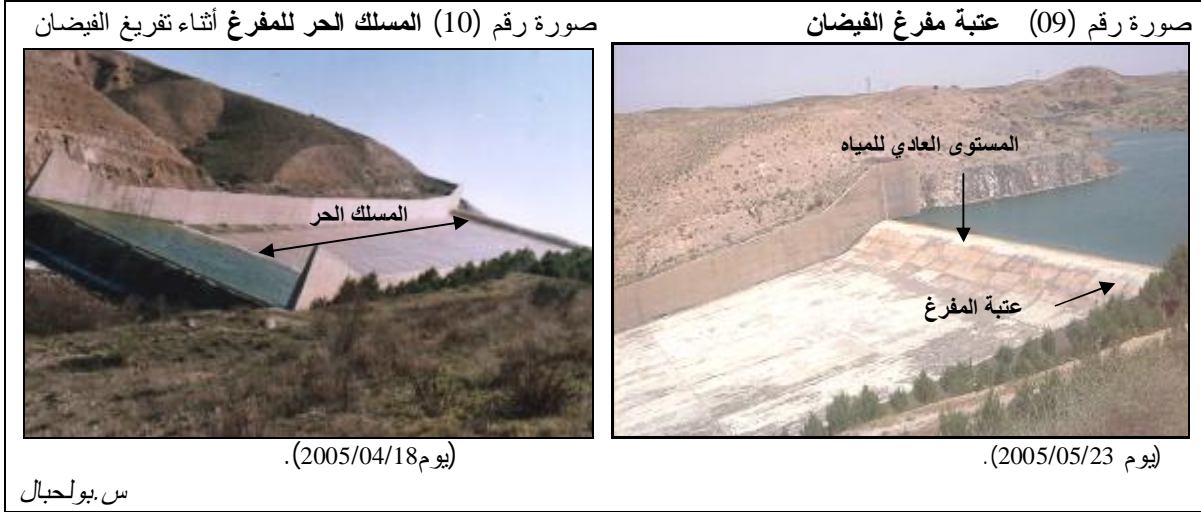 صورة رقم (09) عتبة مفرغ الفيضان
صورة رقم (10) المسلك الحر للمفرغ أثناء تفريغ الفيضان
المستوى العادي للمياه
عتبة المفرغ
المسلك الحر
(يوم 2005/05/23).
(يوم2005/04/18).
س.بولحبال